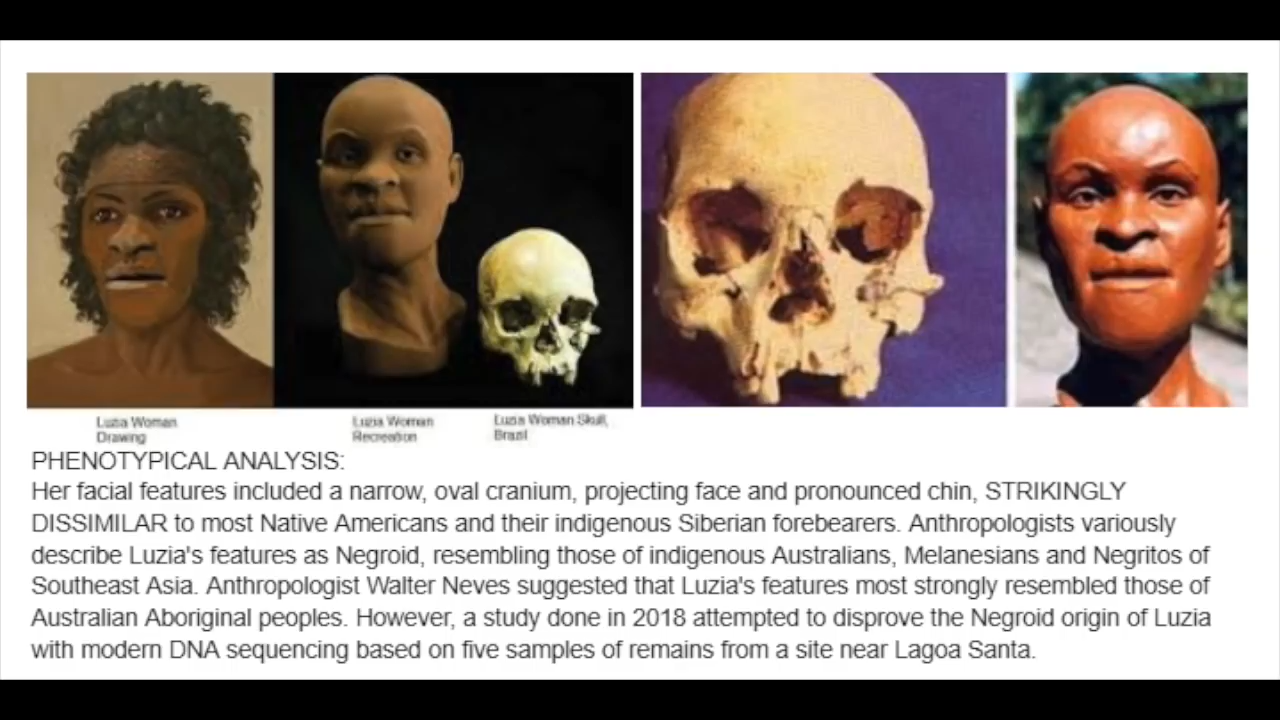 Luzia Woman
Drawing
Luzia Woman
Recreation
Luzia Woman Skull,
Brazil
PHENOTYPICAL ANALYSIS:
Her facial features included a narrow, oval cranium, projecting face and pronounced chin, STRIKINGLY
DISSIMILAR to most Native Americans and their indigenous Siberian forebearers. Anthropologists variously
describe Luzia's features as Negroid, resembling those of indigenous Australians, Melanesians and Negritos of
Southeast Asia. Anthropologist Walter Neves suggested that Luzia's features most strongly resembled those of
Australian Aboriginal peoples. However, a study done in 2018 attempted to disprove the Negroid origin of Luzia
with modern DNA sequencing based on five samples of remains from a site near Lagoa Santa.